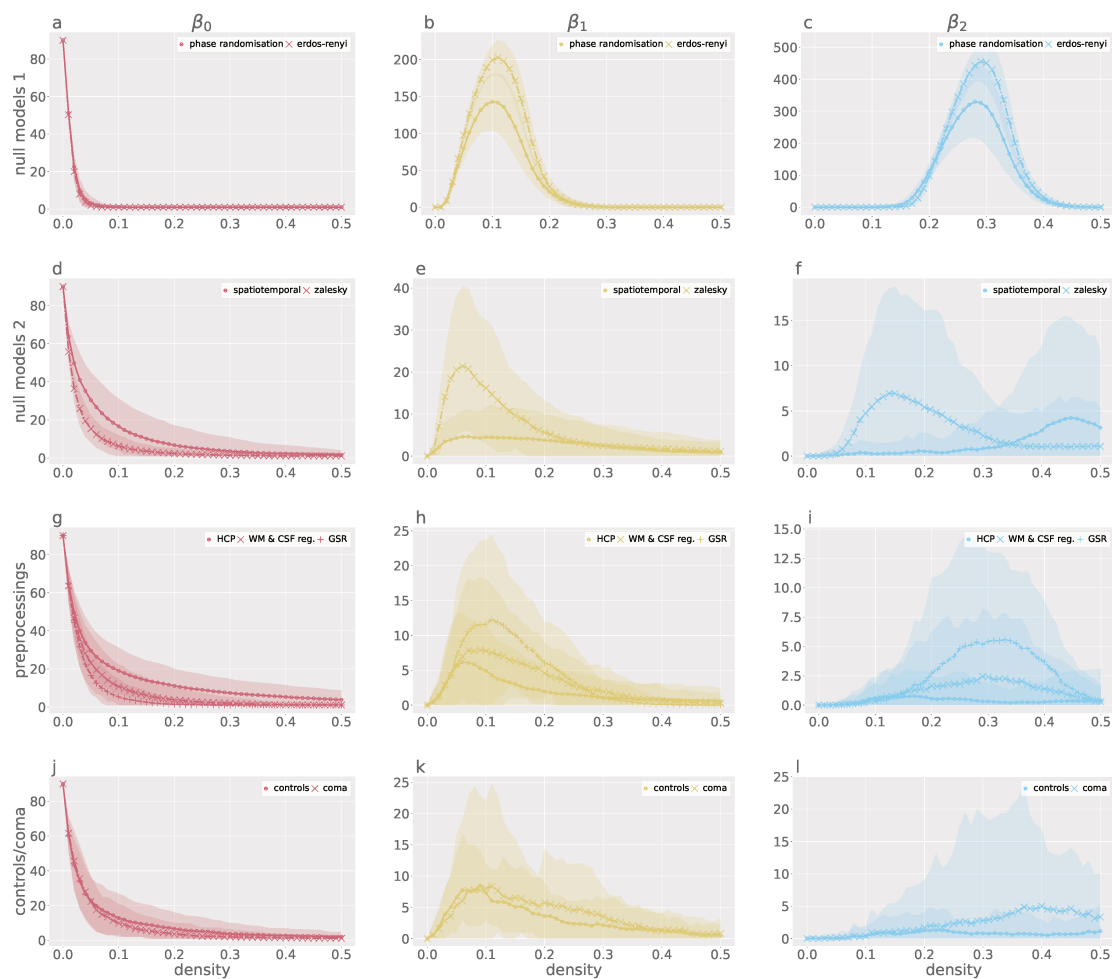 a β0 b β1 c β2
phase randomisation erdos-renyi phase randomisation erdos-renyi phase randomisation erdos-renyi
null models 1
80 60 40 20 0
200 150 100 50 0
500 400 300 200 100 0
0.0 0.1 0.2 0.3 0.4 0.5 0.0 0.1 0.2 0.3 0.4 0.5 0.0 0.1 0.2 0.3 0.4 0.5
d e f
spatiotemporal zalesky spatiotemporal zalesky spatiotemporal zalesky
null models 2
80 60 40 20 0
40 30 20 10 0
15 10 5 0
0.0 0.1 0.2 0.3 0.4 0.5 0.0 0.1 0.2 0.3 0.4 0.5 0.0 0.1 0.2 0.3 0.4 0.5
g h i
HCP WM & CSF reg. GSR HCP WM & CSF reg. GSR HCP WM & CSF reg. GSR
preprocessings
80 60 40 20 0
25 20 15 10 5 0
15.0 12.5 10.0 7.5 5.0 2.5 0.0
0.0 0.1 0.2 0.3 0.4 0.5 0.0 0.1 0.2 0.3 0.4 0.5 0.0 0.1 0.2 0.3 0.4 0.5
j k l
controls coma controls coma controls coma
controls/coma
80 60 40 20 0
25 20 15 10 5 0
25 20 15 10 5 0
0.0 0.1 0.2 0.3 0.4 0.5 0.0 0.1 0.2 0.3 0.4 0.5 0.0 0.1 0.2 0.3 0.4 0.5
density density density